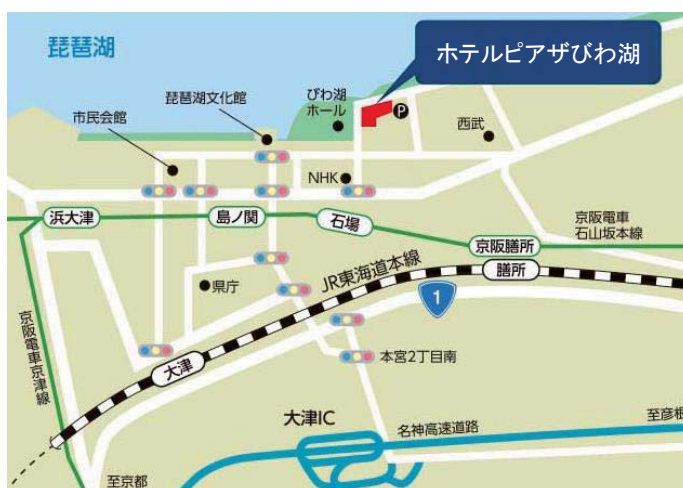 琵琶湖
ホテルピアザびわ湖
琵琶湖文化館
びわ湖
ホール
P
市民会館
西武
NHK
浜大津
島ノ関
石場
京阪膳所
京阪電車
石山坂本線
県庁
JR東海道本線
膳所
1
京阪電車京津線
大津
本宮2丁目南
大津IC
名神高速道路
至彦根
至京都